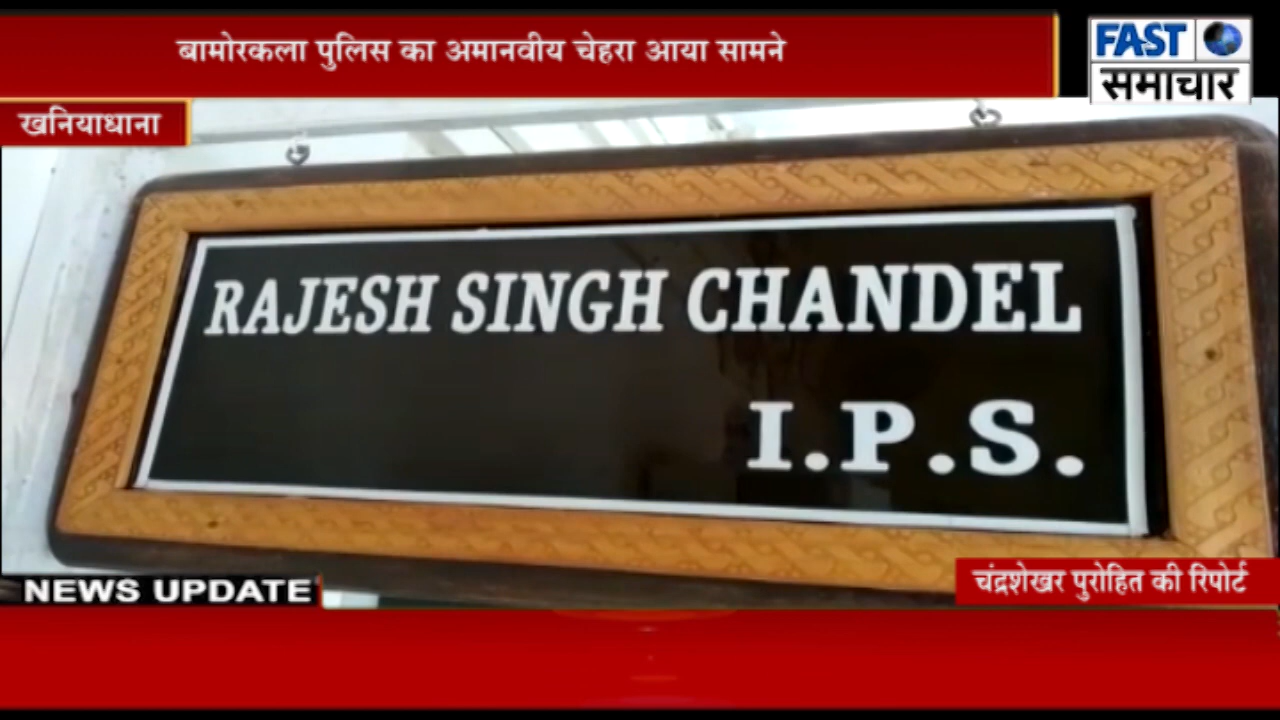 बामोरकला पुलिस का अमानवीय चेहरा आया सामने
FAST
समाचार
खनियाधाना
RAJESH SINGH CHANDEL
I.P.S.
चंद्रशेखर पुरोहित की रिपोर्ट
NEWS UPDATE